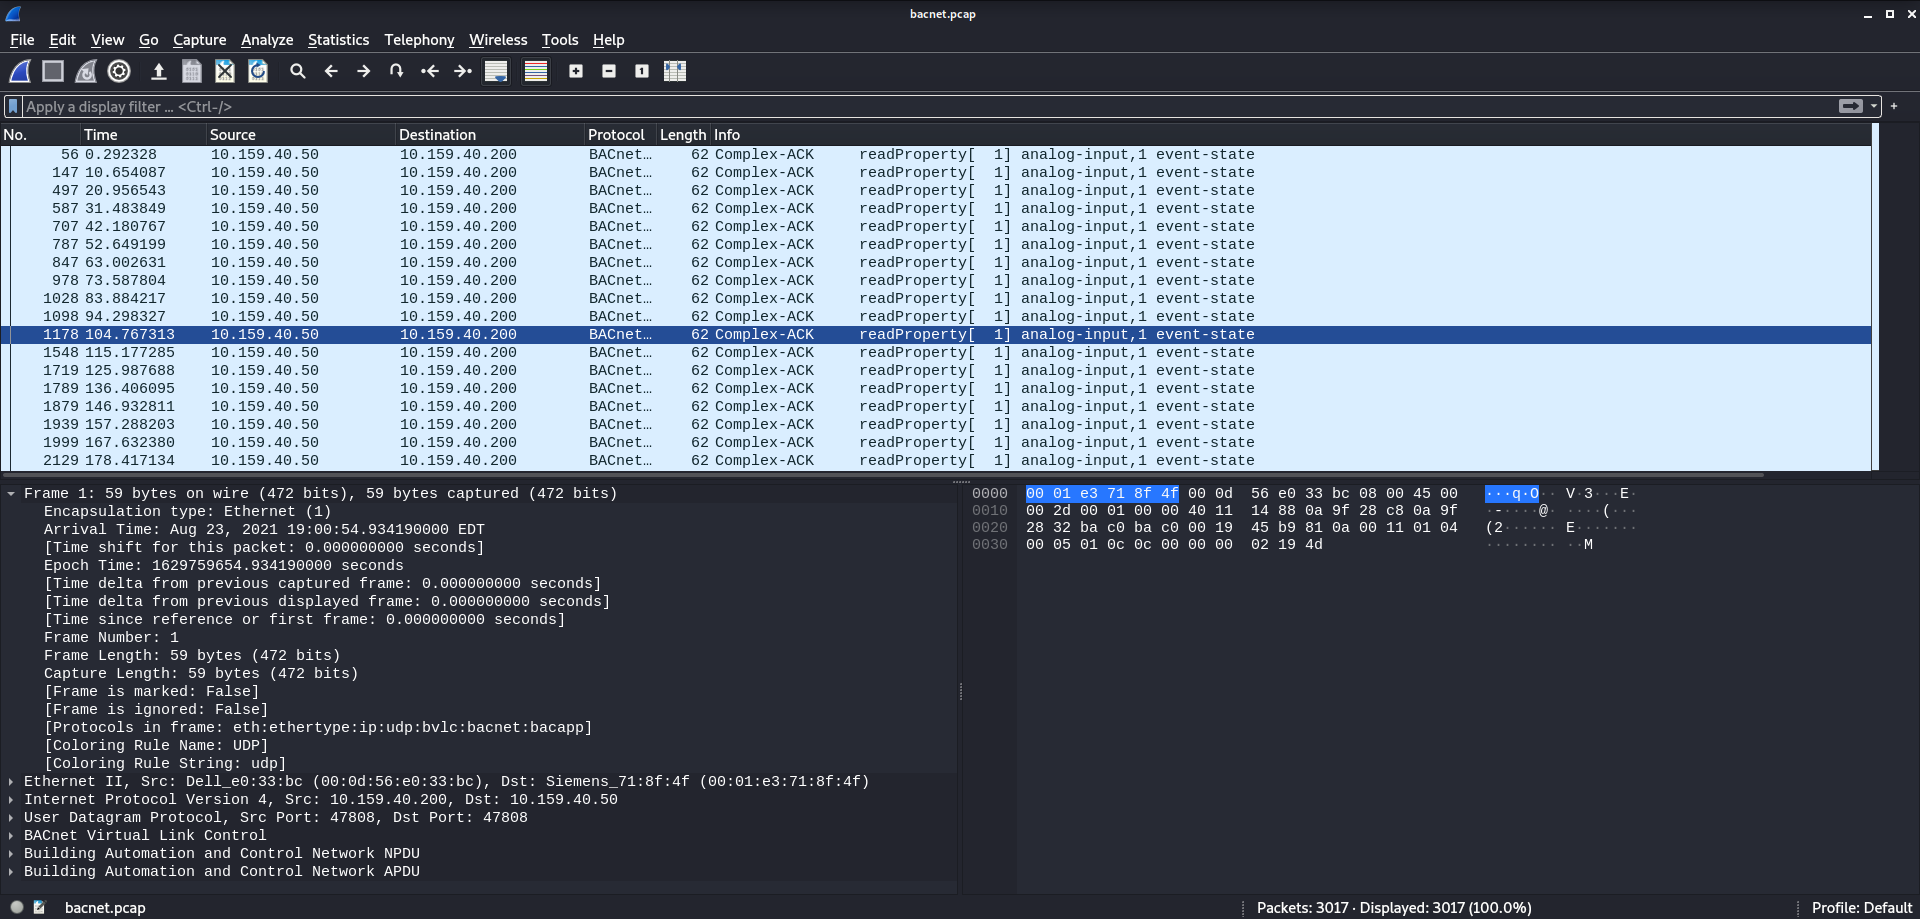 bacnet.pcap
File Edit View Go Capture Analyze Statistics Telephony Wireless Tools Help
Apply a display filter … <Ctrl-/>
No. Time Source Destination Protocol Length Info
56 0.292328 10.159.40.50 10.159.40.200 BACnet… 62 Complex-ACK readProperty[ 1] analog-input,1 event-state
147 10.654087 10.159.40.50 10.159.40.200 BACnet… 62 Complex-ACK readProperty[ 1] analog-input,1 event-state
497 20.956543 10.159.40.50 10.159.40.200 BACnet… 62 Complex-ACK readProperty[ 1] analog-input,1 event-state
587 31.483849 10.159.40.50 10.159.40.200 BACnet… 62 Complex-ACK readProperty[ 1] analog-input,1 event-state
707 42.180767 10.159.40.50 10.159.40.200 BACnet… 62 Complex-ACK readProperty[ 1] analog-input,1 event-state
787 52.649199 10.159.40.50 10.159.40.200 BACnet… 62 Complex-ACK readProperty[ 1] analog-input,1 event-state
847 63.002631 10.159.40.50 10.159.40.200 BACnet… 62 Complex-ACK readProperty[ 1] analog-input,1 event-state
978 73.587804 10.159.40.50 10.159.40.200 BACnet… 62 Complex-ACK readProperty[ 1] analog-input,1 event-state
1028 83.884217 10.159.40.50 10.159.40.200 BACnet… 62 Complex-ACK readProperty[ 1] analog-input,1 event-state
1098 94.298327 10.159.40.50 10.159.40.200 BACnet… 62 Complex-ACK readProperty[ 1] analog-input,1 event-state
1178 104.767313 10.159.40.50 10.159.40.200 BACnet… 62 Complex-ACK readProperty[ 1] analog-input,1 event-state
1548 115.177285 10.159.40.50 10.159.40.200 BACnet… 62 Complex-ACK readProperty[ 1] analog-input,1 event-state
1719 125.987688 10.159.40.50 10.159.40.200 BACnet… 62 Complex-ACK readProperty[ 1] analog-input,1 event-state
1789 136.406095 10.159.40.50 10.159.40.200 BACnet… 62 Complex-ACK readProperty[ 1] analog-input,1 event-state
1879 146.932811 10.159.40.50 10.159.40.200 BACnet… 62 Complex-ACK readProperty[ 1] analog-input,1 event-state
1939 157.288203 10.159.40.50 10.159.40.200 BACnet… 62 Complex-ACK readProperty[ 1] analog-input,1 event-state
1999 167.632380 10.159.40.50 10.159.40.200 BACnet… 62 Complex-ACK readProperty[ 1] analog-input,1 event-state
2129 178.417134 10.159.40.50 10.159.40.200 BACnet… 62 Complex-ACK readProperty[ 1] analog-input,1 event-state
Frame 1: 59 bytes on wire (472 bits), 59 bytes captured (472 bits)
Encapsulation type: Ethernet (1)
Arrival Time: Aug 23, 2021 19:00:54.934190000 EDT
[Time shift for this packet: 0.000000000 seconds]
Epoch Time: 1629759654.934190000 seconds
[Time delta from previous captured frame: 0.000000000 seconds]
[Time delta from previous displayed frame: 0.000000000 seconds]
[Time since reference or first frame: 0.000000000 seconds]
Frame Number: 1
Frame Length: 59 bytes (472 bits)
Capture Length: 59 bytes (472 bits)
[Frame is marked: False]
[Frame is ignored: False]
[Protocols in frame: eth:ethertype:ip:udp:bvlc:bacnet:bacapp]
[Coloring Rule Name: UDP]
[Coloring Rule String: udp]
Ethernet II, Src: Dell_e0:33:bc (00:0d:56:e0:33:bc), Dst: Siemens_71:8f:4f (00:01:e3:71:8f:4f)
Internet Protocol Version 4, Src: 10.159.40.200, Dst: 10.159.40.50
User Datagram Protocol, Src Port: 47808, Dst Port: 47808
BACnet Virtual Link Control
Building Automation and Control Network NPDU
Building Automation and Control Network APDU
0000 00 01 e3 71 8f 4f 00 0d 56 e0 33 bc 08 00 45 00 ···q·O·· V·3···E·
0010 00 2d 00 01 00 00 40 11 14 88 0a 9f 28 c8 0a 9f ·-····@· ····(···
0020 28 32 ba c0 ba c0 00 19 45 b9 81 0a 00 11 01 04 (2······ E·······
0030 00 05 01 0c 0c 00 00 00 02 19 4d ········ ··M
bacnet.pcap
Packets: 3017 · Displayed: 3017 (100.0%)
Profile: Default